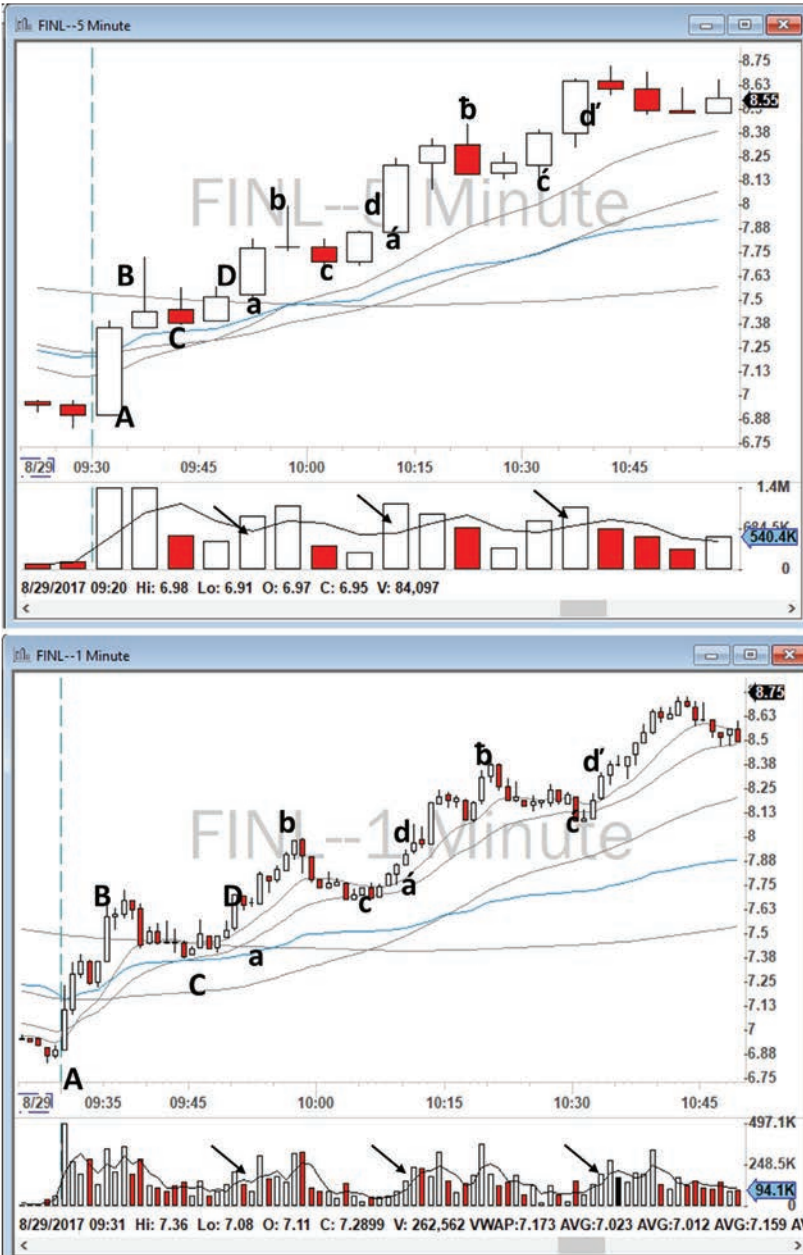 FINL--5 Minute
FINL--5 Minute
8.75
8.63
8.55
8.5
8.38
8.25
8.13
8
7.88
7.75
7.63
7.5
7.38
7.25
7.13
7
6.88
6.75
A
B
C
D
a
b
c
d
á
ƀ
ć
d'
8/29 09:30 09:45 10:00 10:15 10:30 10:45
1.4M
684.5K
540.4K
0
8/29/2017 09:20 Hi: 6.98 Lo: 6.91 O: 6.97 C: 6.95 V: 84,097
FINL--1 Minute
FINL--1 Minute
8.75
8.63
8.5
8.38
8.25
8.13
8
7.88
7.75
7.63
7.5
7.38
7.25
7.13
7
6.88
6.75
A
B
C
D
a
b
c
d
á
ƀ
ć
d'
8/29 09:35 09:45 10:00 10:15 10:30 10:45
497.1K
248.5K
94.1K
0
8/29/2017 09:31 Hi: 7.36 Lo: 7.08 O: 7.11 C: 7.2899 V: 262,562 VWAP:7.173 AVG:7.023 AVG:7.012 AVG:7.159